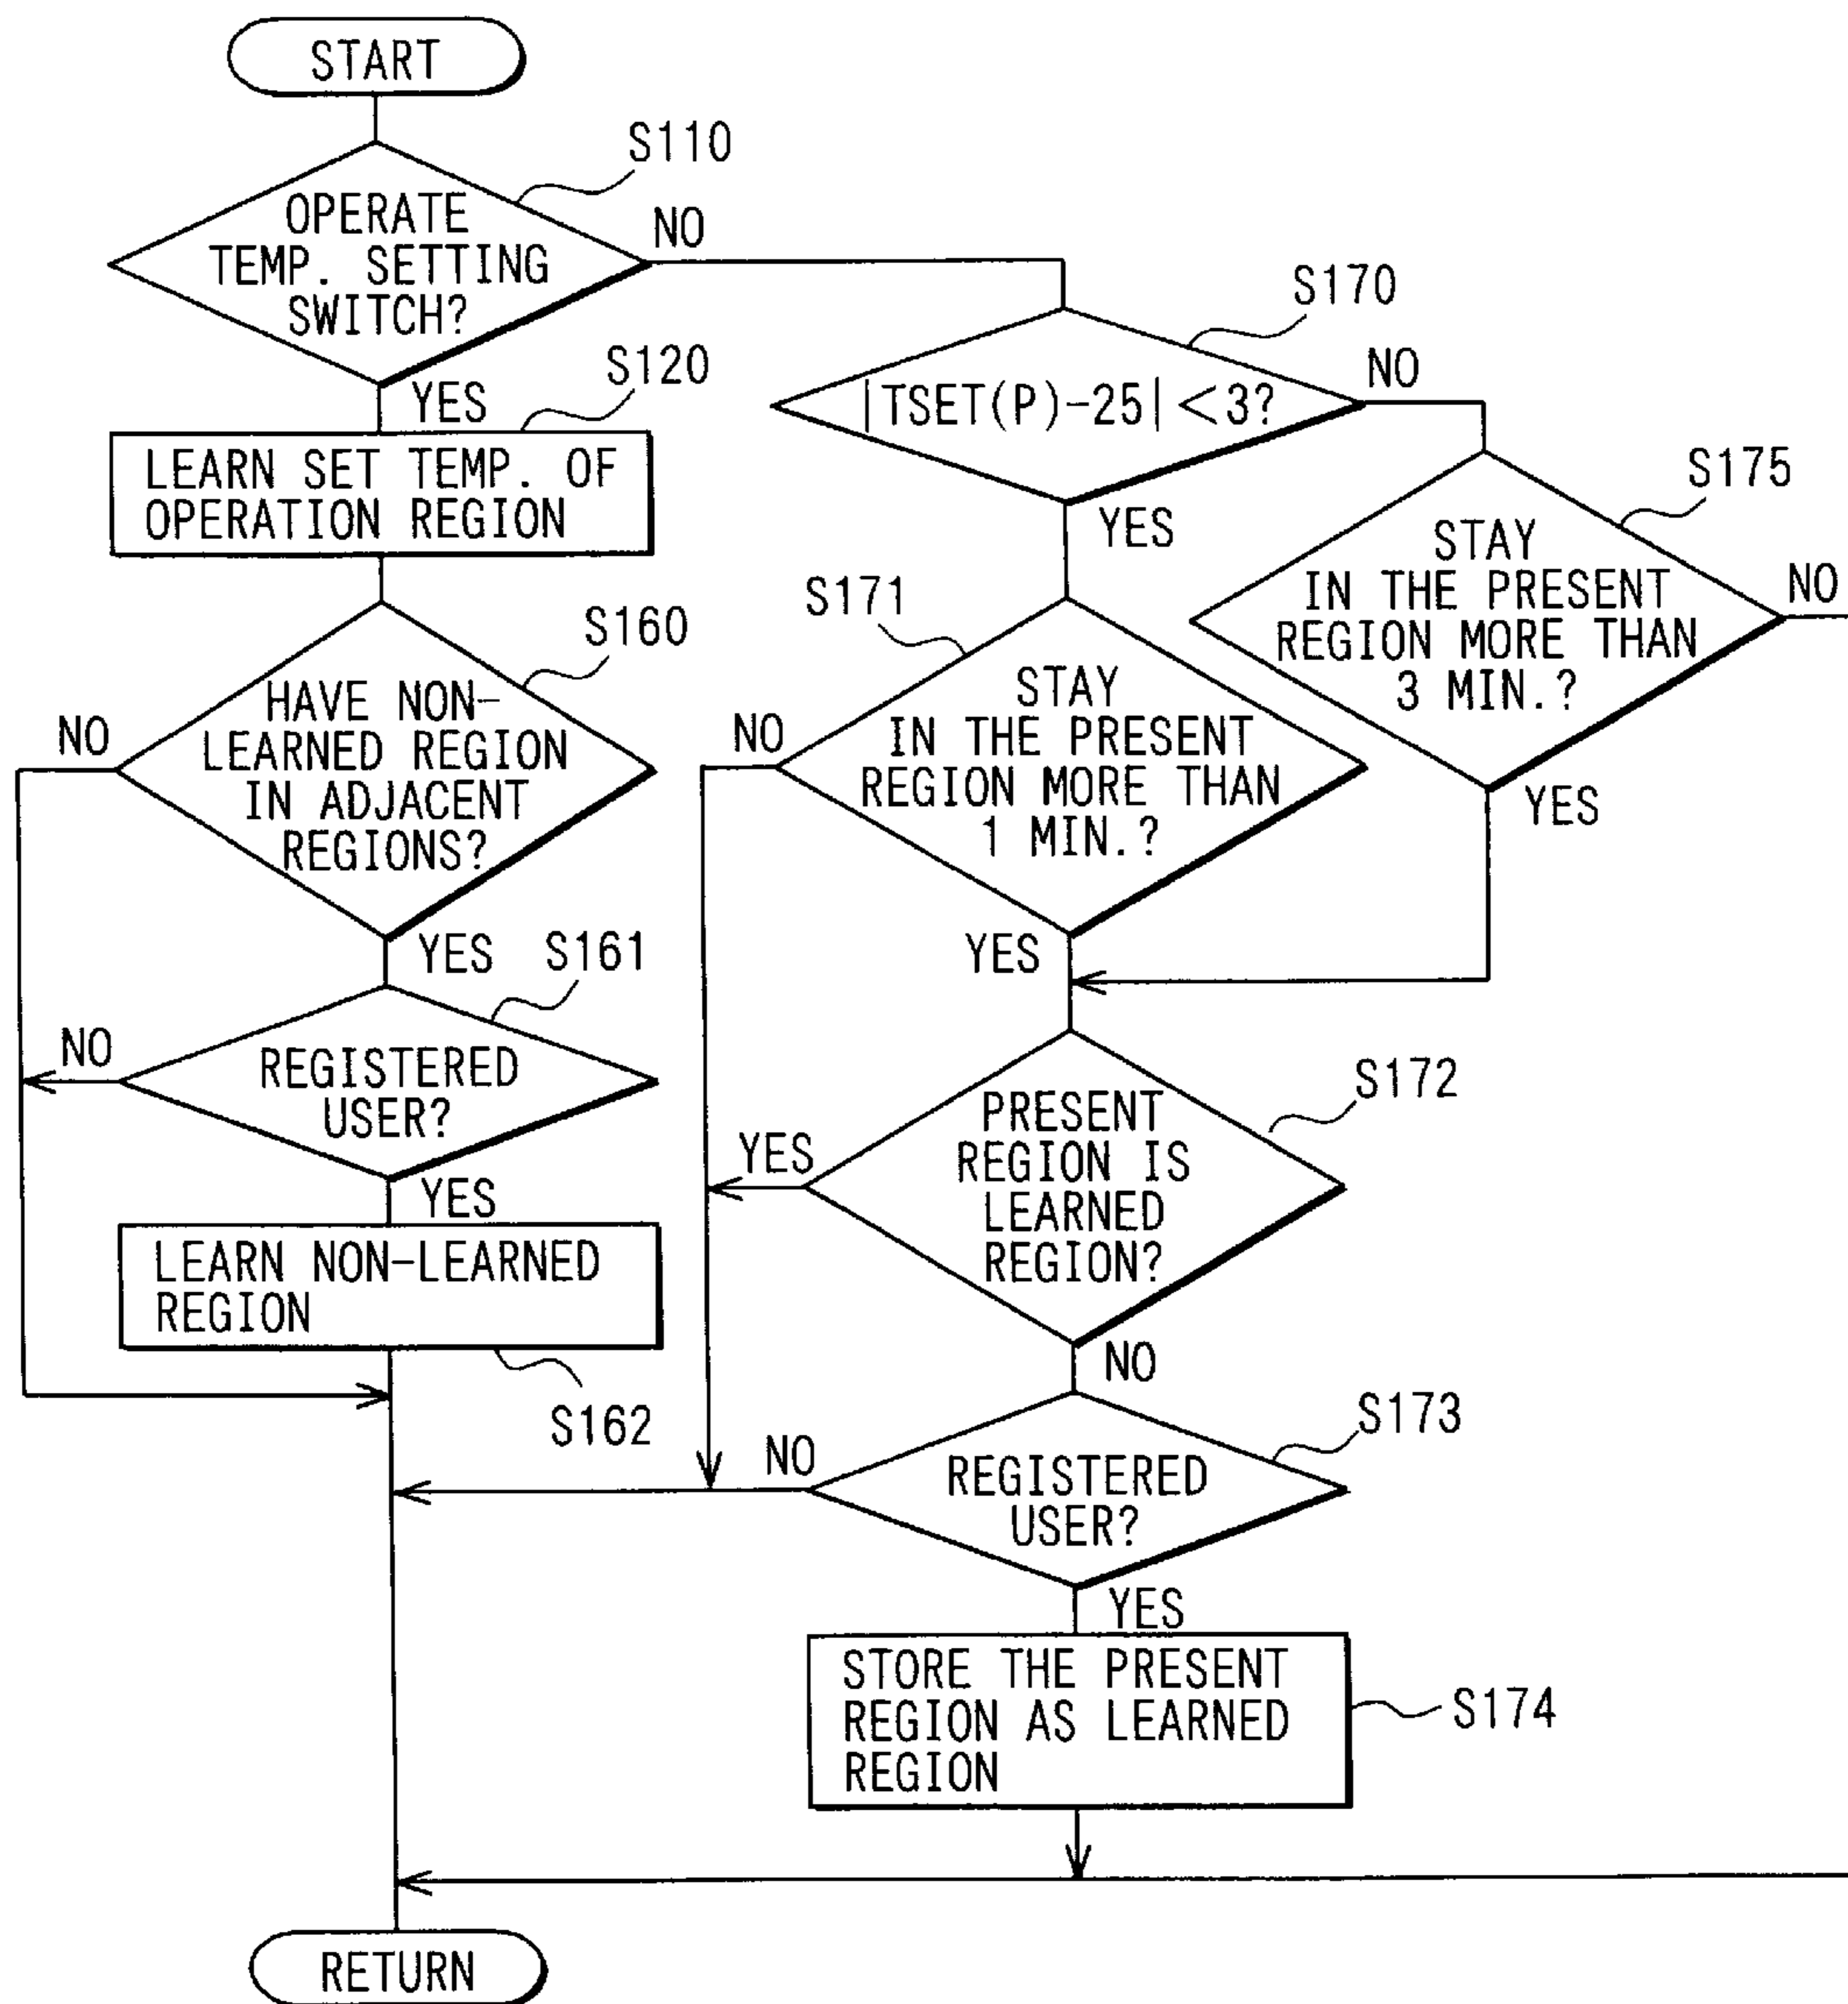 START
S110
OPERATE
TEMP. SETTING
SWITCH?
NO
YES
S120
LEARN SET TEMP. OF
OPERATION REGION
S160
HAVE NON-
LEARNED REGION
IN ADJACENT
REGIONS?
NO
YES
S161
REGISTERED
USER?
NO
YES
LEARN NON-LEARNED
REGION
S162
S170
|TSET(P)-25|<3?
NO
YES
S171
STAY
IN THE PRESENT
REGION MORE THAN
1 MIN.?
NO
YES
S175
STAY
IN THE PRESENT
REGION MORE THAN
3 MIN.?
NO
YES
S172
PRESENT
REGION IS
LEARNED
REGION?
YES
NO
S173
REGISTERED
USER?
NO
YES
STORE THE PRESENT
REGION AS LEARNED
REGION
S174
RETURN